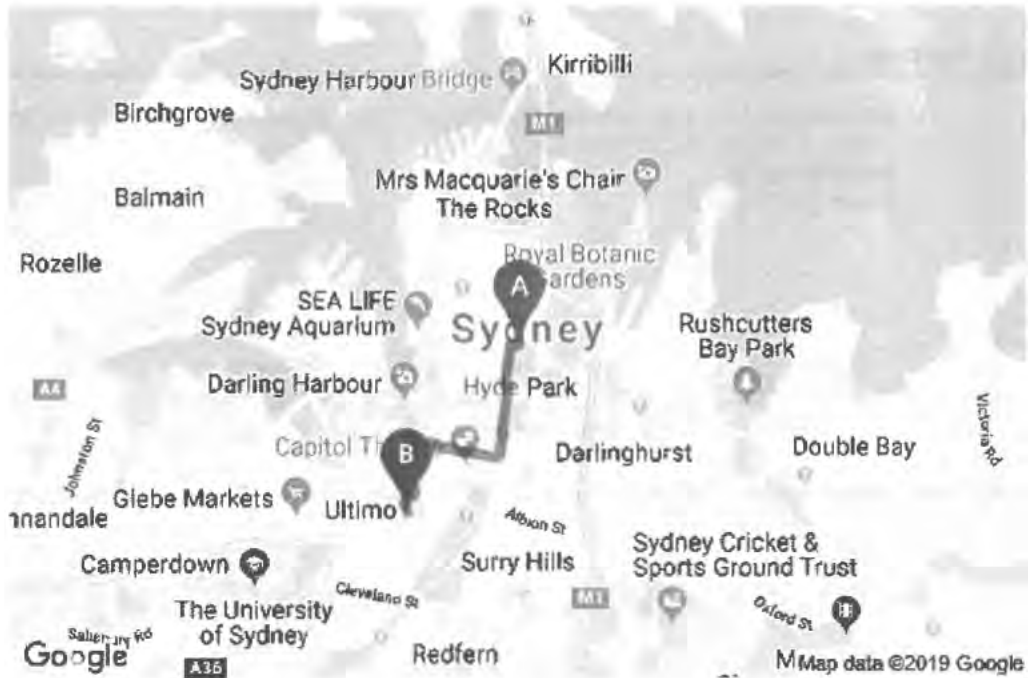 Sydney Harbour Bridge
Kirribilli
Birchgrove
M1
Mrs Macquarie's Chair
Balmain
The Rocks
Royal Botanic
Gardens
Rozelle
A
SEA LIFE
Sydney Aquarium
Sydney
Rushcutters
Bay Park
A4
Darling Harbour
Hyde Park
Victoria Rd
Johnston St
Capitol Th
B
Darlinghurst
Double Bay
Glebe Markets
Ultimo
nnandale
Albion St
Camperdown
Surry Hills
Sydney Cricket &
Sports Ground Trust
Cleveland St
M1
Oxford St
The University
of Sydney
Salisbury Rd
Google
A36
Redfern
M
Map data ©2019 Google